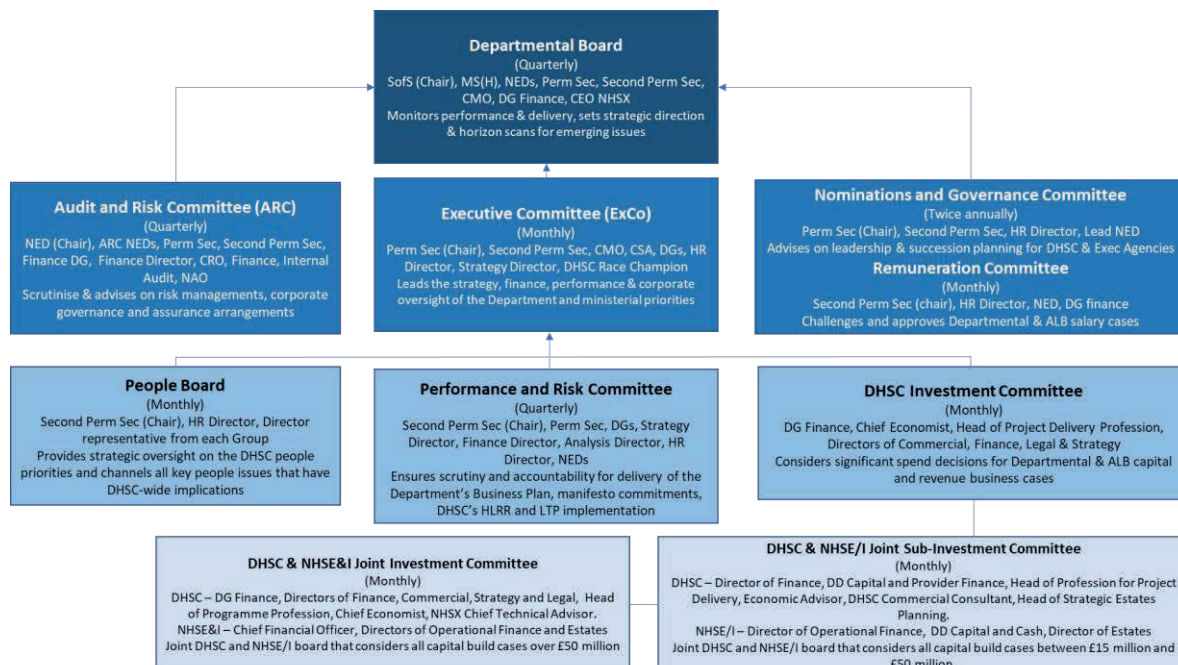 Departmental Board
(Quarterly)
SofS (Chair), MS(H), NEDs, Perm Sec, Second Perm Sec,
CMO, DG Finance, CEO NHSX
Monitors performance & delivery, sets strategic direction
& horizon scans for emerging issues
Audit and Risk Committee (ARC)
(Quarterly)
NED (Chair), ARC NEDs, Perm Sec, Second Perm Sec,
Finance DG, Finance Director, CRO, Finance, Internal
Audit, NAO
Scrutinise & advises on risk managements, corporate
governance and assurance arrangements
Executive Committee (ExCo)
(Monthly)
Perm Sec (Chair), Second Perm Sec, CMO, CSA, DGs, HR
Director, Strategy Director, DHSC Race Champion
Leads the strategy, finance, performance & corporate
oversight of the Department and ministerial priorities
Nominations and Governance Committee
(Twice annually)
Perm Sec (Chair), Second Perm Sec, HR Director, Lead NED
Advises on leadership & succession planning for DHSC & Exec Agencies
Remuneration Committee
(Monthly)
Second Perm Sec (chair), HR Director, NED, DG finance
Challenges and approves Departmental & ALB salary cases
People Board
(Monthly)
Second Perm Sec (Chair), HR Director, Director
representative from each Group
Provides strategic oversight on the DHSC people
priorities and channels all key people issues that have
DHSC-wide implications
Performance and Risk Committee
(Quarterly)
Second Perm Sec (Chair), Perm Sec, DGs, Strategy
Director, Finance Director, Analysis Director, HR
Director, NEDs
Ensures scrutiny and accountability for delivery of the
Department's Business Plan, manifesto commitments,
DHSC's HLRR and LTP implementation
DHSC Investment Committee
(Monthly)
DG Finance, Chief Economist, Head of Project Delivery Profession,
Directors of Commercial, Finance, Legal & Strategy
Considers significant spend decisions for Departmental & ALB capital
and revenue business cases
DHSC & NHSE&I Joint Investment Committee
(Monthly)
DHSC – DG Finance, Directors of Finance, Commercial, Strategy and Legal, Head
of Programme Profession, Chief Economist, NHSX Chief Technical Advisor.
NHSE&I – Chief Financial Officer, Directors of Operational Finance and Estates
Joint DHSC and NHSE/I board that considers all capital build cases over £50 million
DHSC & NHSE/I Joint Sub-Investment Committee
(Monthly)
DHSC – Director of Finance, DD Capital and Provider Finance, Head of Profession for Project
Delivery, Economic Advisor, DHSC Commercial Consultant, Head of Strategic Estates
Planning.
NHSE/I – Director of Operational Finance, DD Capital and Cash, Director of Estates
Joint DHSC and NHSE/I board that considers all capital build cases between £15 million and
£50 million